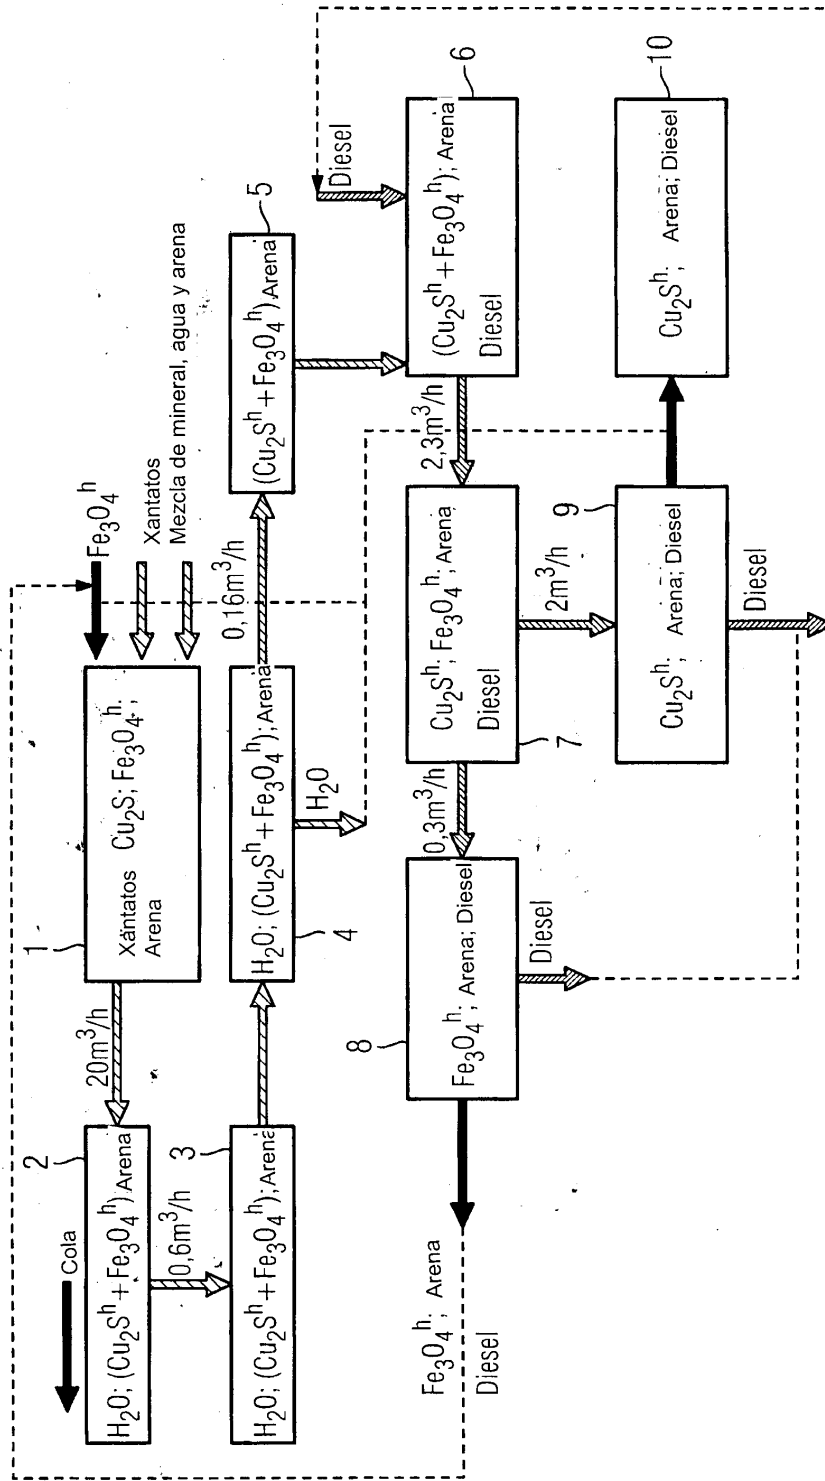 Cola
2
H₂O; (Cu₂Sʰ+Fe₃O₄ʰ) Arena
20m³/h
1
Xántatos Cu₂S; Fe₃O₄ʰ;
Arena
Fe₃O₄ʰ
Xantatos
Mezcla de mineral, agua y arena
0,6m³/h
3
H₂O; (Cu₂Sʰ+Fe₃O₄ʰ); Arena
4
H₂O; (Cu₂Sʰ+Fe₃O₄ʰ); Arena
H₂O
0,16m³/h
5
(Cu₂Sʰ+Fe₃O₄ʰ) Arena
Diesel
6
(Cu₂Sʰ+Fe₃O₄ʰ); Arena
Diesel
2,3m³/h
7
Cu₂Sʰ; Fe₃O₄ʰ; Arena
Diesel
0,3m³/h
8
Fe₃O₄ʰ; Arena; Diesel
Diesel
Fe₃O₄ʰ; Arena
Diesel
2m³/h
9
Cu₂Sʰ; Arena; Diesel
Diesel
10
Cu₂Sʰ; Arena; Diesel